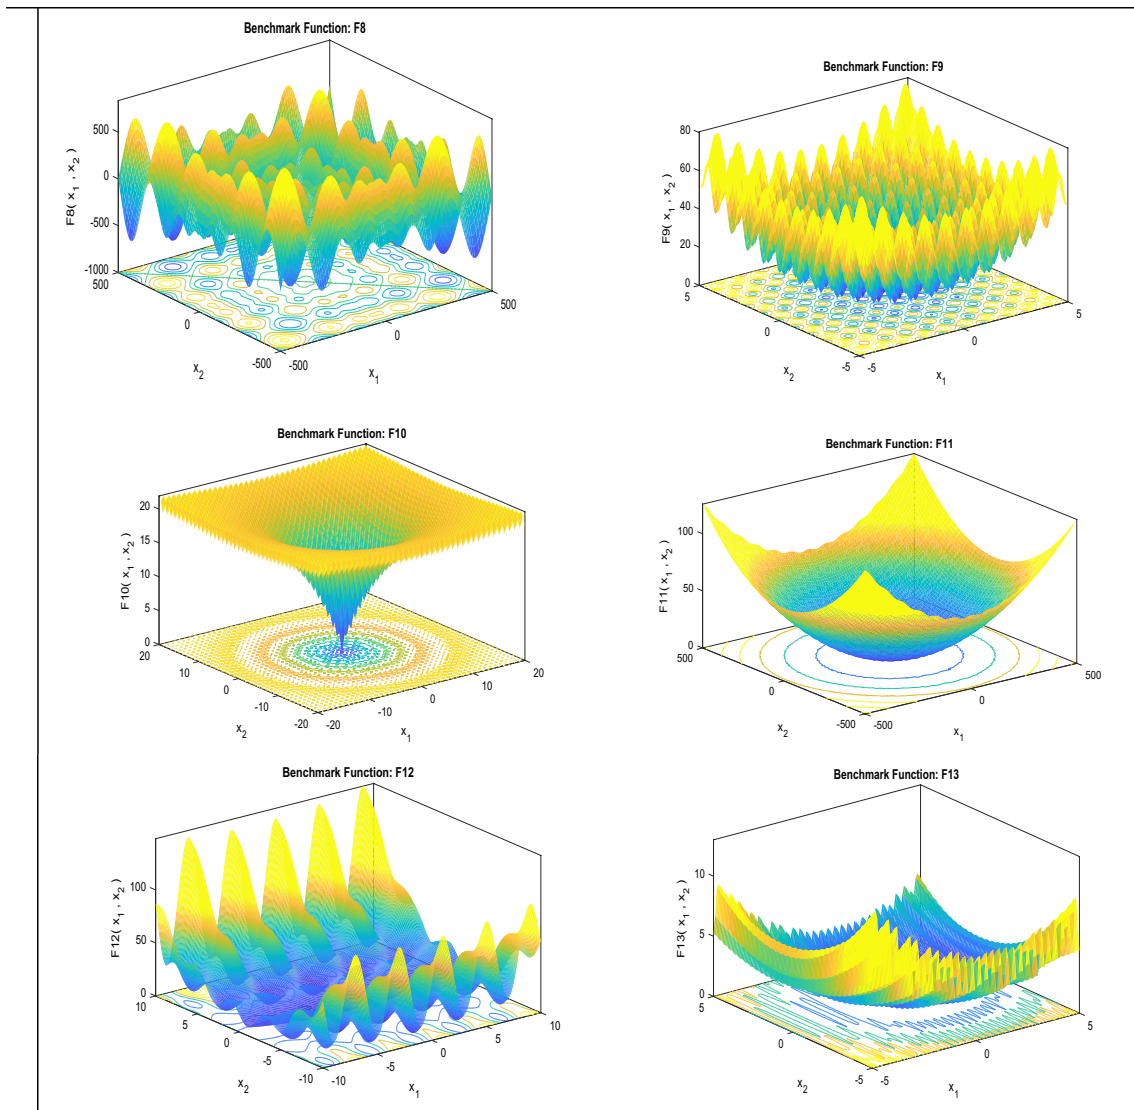 Benchmark Function: F8
F8( x1 , x2 )
500
0
-500
-1000
500
0
-500
x2
-500
0
500
x1
Benchmark Function: F9
F9( x1 , x2 )
80
60
40
20
0
5
0
-5
x2
-5
0
5
x1
Benchmark Function: F10
F10( x1 , x2 )
20
15
10
5
0
20
10
0
-10
-20
x2
-20
-10
0
10
20
x1
Benchmark Function: F11
F11( x1 , x2 )
100
50
0
500
0
-500
x2
-500
0
500
x1
Benchmark Function: F12
F12( x1 , x2 )
100
50
0
10
5
0
-5
-10
x2
-10
-5
0
5
10
x1
Benchmark Function: F13
F13( x1 , x2 )
10
5
0
5
0
-5
x2
-5
0
5
x1